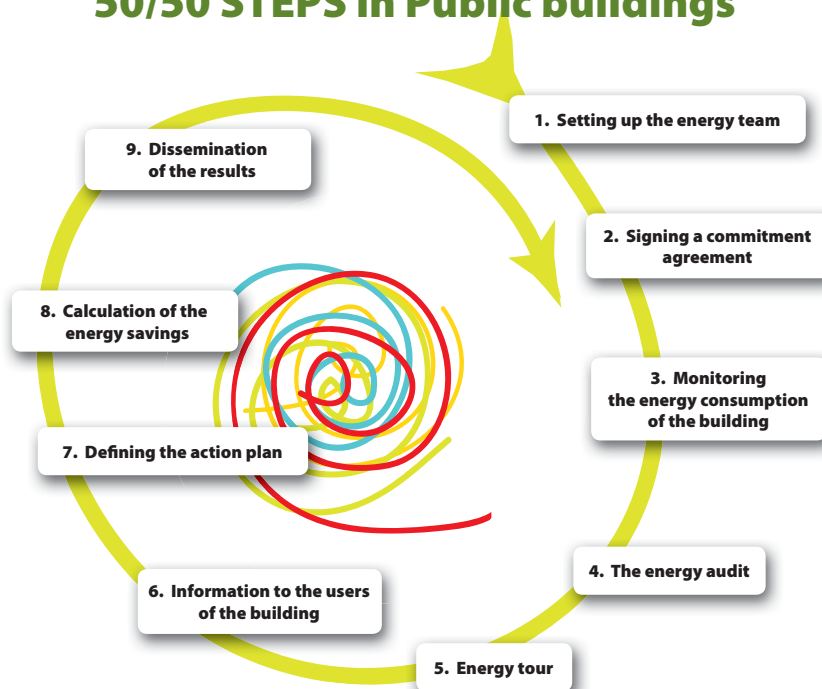 50/50 STEPS in Public buildings
1. Setting up the energy team
2. Signing a commitment
agreement
3. Monitoring
the energy consumption
of the building
4. The energy audit
5. Energy tour
6. Information to the users
of the building
7. Defining the action plan
8. Calculation of the
energy savings
9. Dissemination
of the results